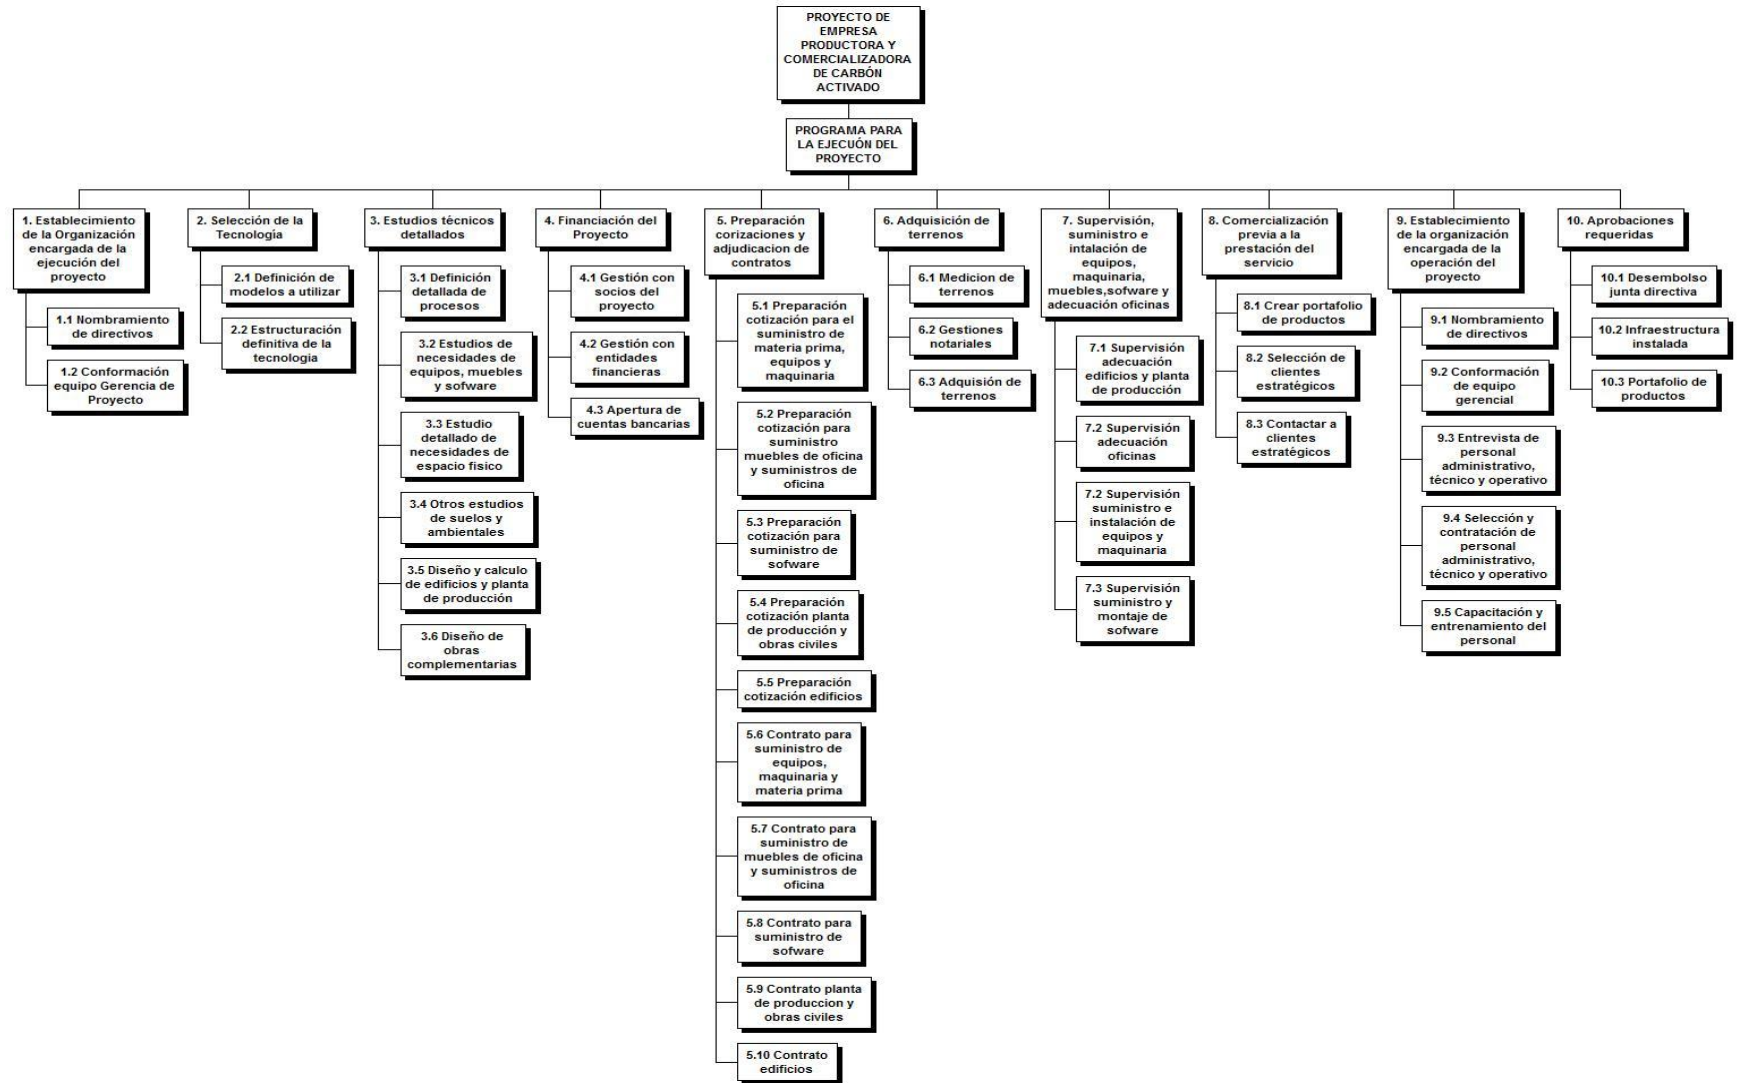 PROYECTO DE
EMPRESA
PRODUCTORA Y
COMERCIALIZADORA
DE CARBÓN
ACTIVADO
PROGRAMA PARA
LA EJECUÓN DEL
PROYECTO
1. Establecimiento
de la Organización
encargada de la
ejecución del
proyecto
1.1 Nombramiento
de directivos
1.2 Conformación
equipo Gerencia de
Proyecto
2. Selección de la
Tecnología
2.1 Definición de
modelos a utilizar
2.2 Estructuración
definitiva de la
tecnologia
3. Estudios técnicos
detallados
3.1 Definición
detallada de
procesos
3.2 Estudios de
necesidades de
equipos, muebles
y sofware
3.3 Estudio
detallado de
necesidades de
espacio fisico
3.4 Otros estudios
de suelos y
ambientales
3.5 Diseño y calculo
de edificios y planta
de producción
3.6 Diseño de
obras
complementarias
4. Financiación del
Proyecto
4.1 Gestión con
socios del
proyecto
4.2 Gestión con
entidades
financieras
4.3 Apertura de
cuentas bancarias
5. Preparación
corizaciones y
adjudicacion de
contratos
5.1 Preparación
cotización para el
suministro de
materia prima,
equipos y
maquinaria
5.2 Preparación
cotización para
suministro
muebles de oficina
y suministros de
oficina
5.3 Preparación
cotización para
suministro de
sofware
5.4 Preparación
cotización planta
de producción y
obras civiles
5.5 Preparación
cotización edificios
5.6 Contrato para
suministro de
equipos,
maquinaria y
materia prima
5.7 Contrato para
suministro de
muebles de oficina
y suministros de
oficina
5.8 Contrato para
suministro de
sofware
5.9 Contrato planta
de produccion y
obras civiles
5.10 Contrato
edificios
6. Adquisición de
terrenos
6.1 Medicion de
terrenos
6.2 Gestiones
notariales
6.3 Adquisión de
terrenos
7. Supervisión,
suministro e
intalación de
equipos,
maquinaria,
muebles,sofware y
adecuación oficinas
7.1 Supervisión
adecuación
edificios y planta
de producción
7.2 Supervisión
adecuación
oficinas
7.2 Supervisión
suministro e
instalación de
equipos y
maquinaria
7.3 Supervisión
suministro y
montaje de
sofware
8. Comercialización
previa a la
prestación del
servicio
8.1 Crear portafolio
de productos
8.2 Selección de
clientes
estratégicos
8.3 Contactar a
clientes
estratégicos
9. Establecimiento
de la organización
encargada de la
operación del
proyecto
9.1 Nombramiento
de directivos
9.2 Conformación
de equipo
gerencial
9.3 Entrevista de
personal
administrativo,
técnico y operativo
9.4 Selección y
contratación de
personal
administrativo,
técnico y operativo
9.5 Capacitación y
entrenamiento del
personal
10. Aprobaciones
requeridas
10.1 Desembolso
junta directiva
10.2 Infraestructura
instalada
10.3 Portafolio de
productos